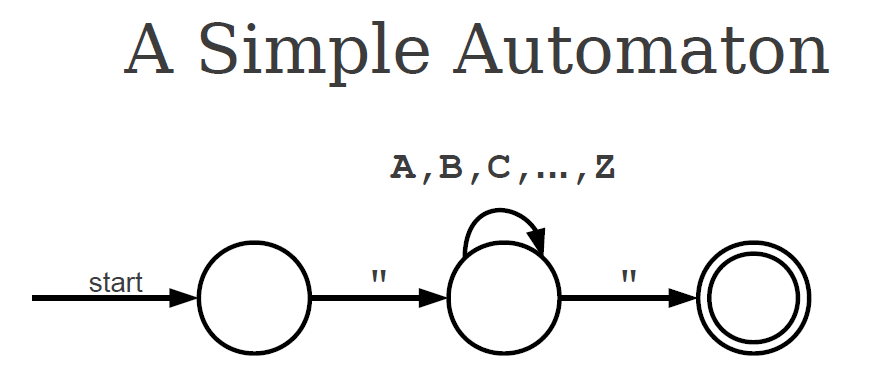 A Simple Automaton
A,B,C,…,Z
start " "